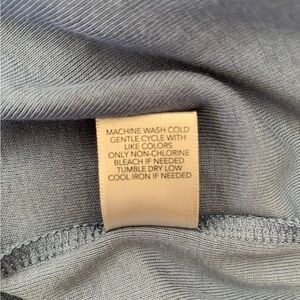 MACHINE WASH COLD
GENTLE CYCLE WITH
LIKE COLORS
ONLY NON-CHLORINE
BLEACH IF NEEDED
TUMBLE DRY LOW
COOL IRON IF NEEDED